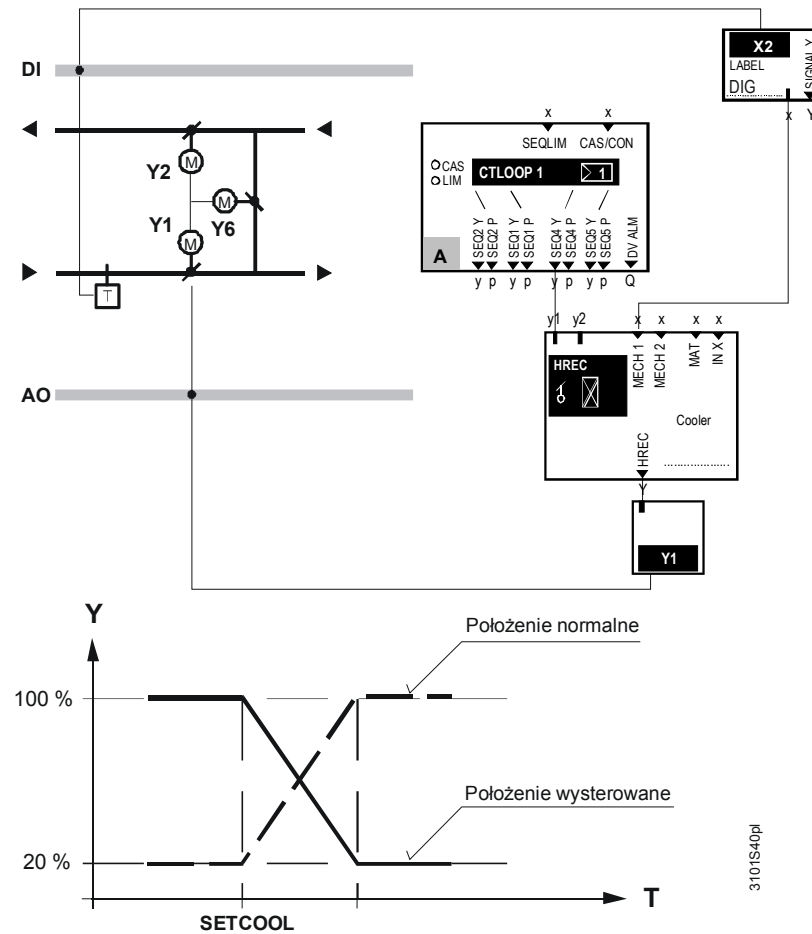 X2
LABEL
DIG
SIGNAL Y
x Y
DI
Y2
M
M
Y1
Y6
M
T
AO
x x
SEQLIM CAS/CON
CAS
LIM
CTLOOP 1
1
SEQ2 Y
SEQ2 P
SEQ1 Y
SEQ1 P
SEQ4 Y
SEQ4 P
SEQ5 Y
SEQ5 P
DV ALM
A
y p y p y p y p Q
y1 y2 x x x x
HREC
MECH 1
MECH 2
MAT
IN X
Cooler
HREC
Y
Y1
Y
Położenie normalne
100 %
Położenie wysterowane
20 %
T
SETCOOL
3101S40pl